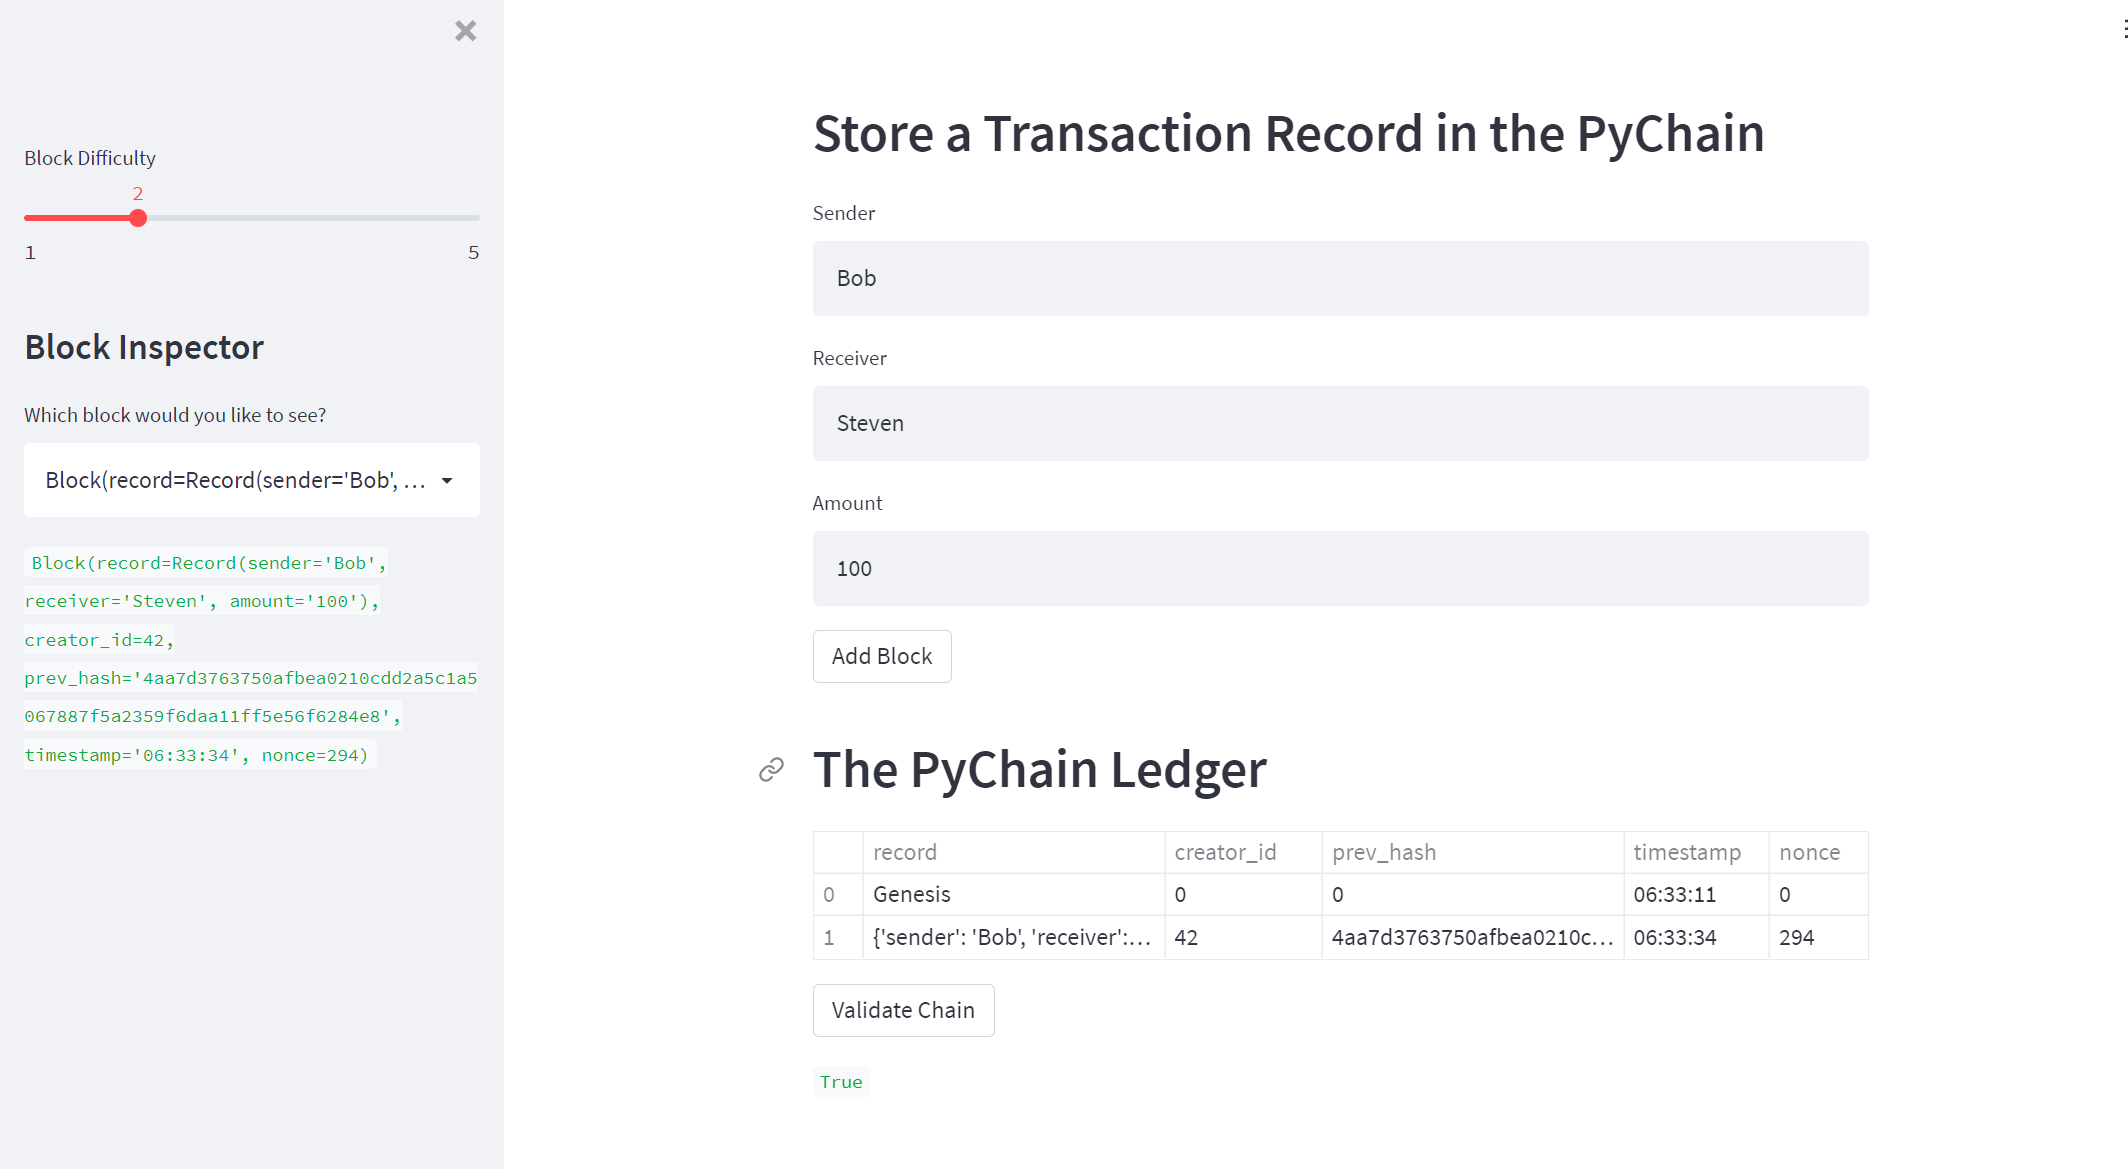 Block Difficulty
2
1 5
Block Inspector
Which block would you like to see?
Block(record=Record(sender='Bob', ...
Block(record=Record(sender='Bob',
receiver='Steven', amount='100'),
creator_id=42,
prev_hash='4aa7d3763750afbea0210cdd2a5c1a5
067887f5a2359f6daa11ff5e56f6284e8',
timestamp='06:33:34', nonce=294)
Store a Transaction Record in the PyChain
Sender
Bob
Receiver
Steven
Amount
100
Add Block
The PyChain Ledger
record creator_id prev_hash timestamp nonce
0 Genesis 0 0 06:33:11 0
1 {'sender': 'Bob', 'receiver':... 42 4aa7d3763750afbea0210c... 06:33:34 294
Validate Chain
True